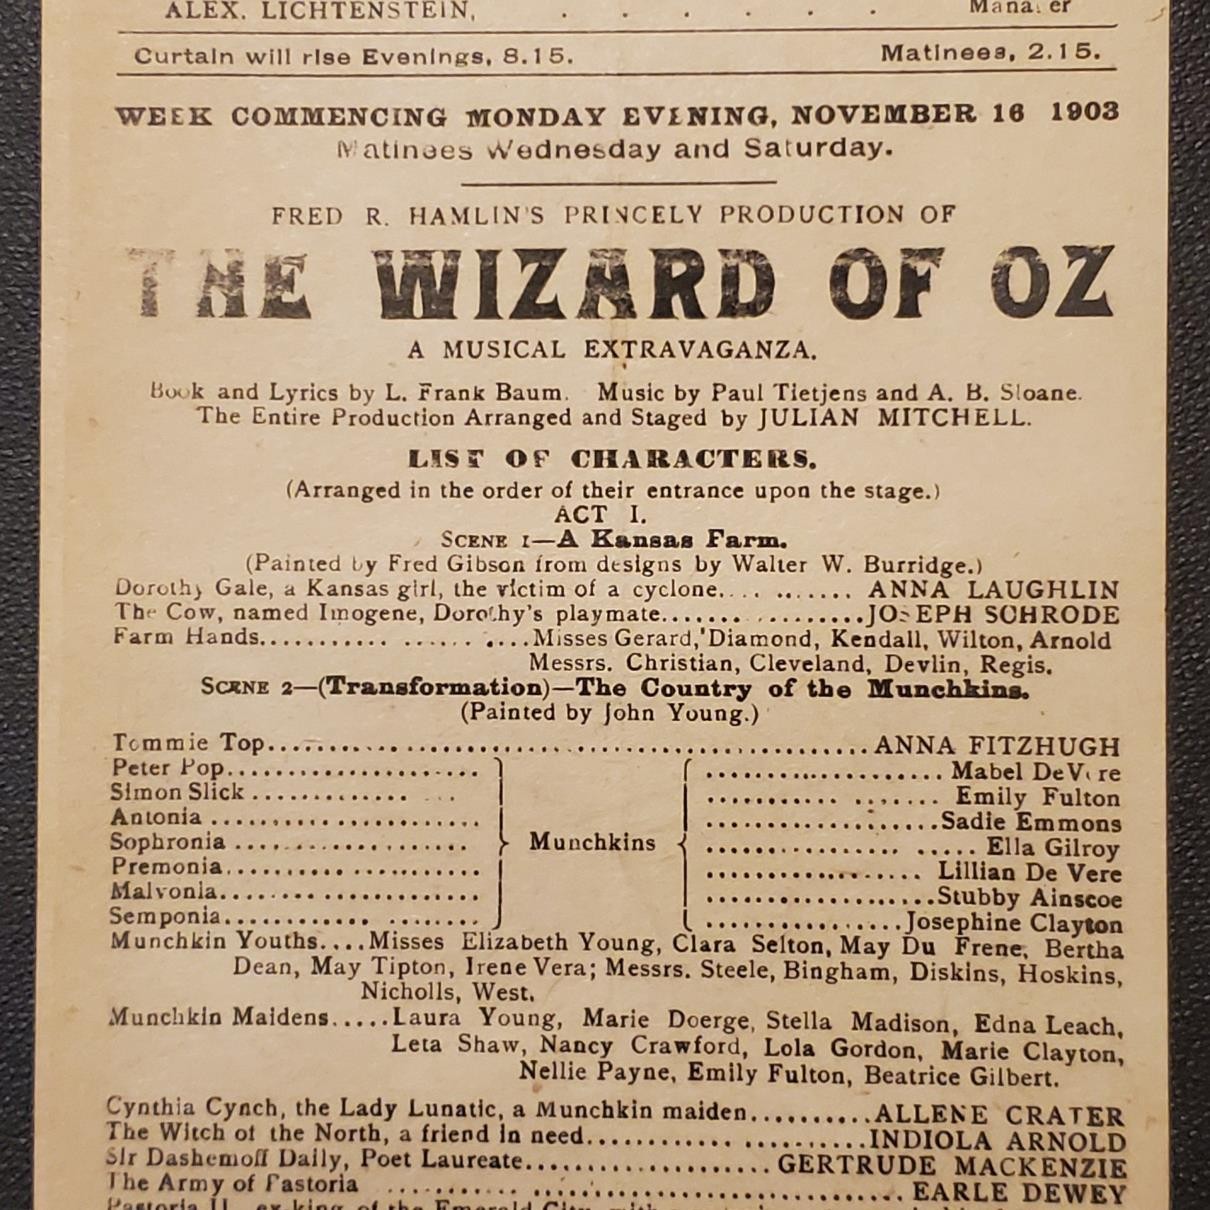 ALEX. LICHTENSTEIN, . . . . . . Manager
Curtain will rise Evenings, 8.15. Matinees, 2.15.
WEEK COMMENCING MONDAY EVENING, NOVEMBER 16 1903
Matinees Wednesday and Saturday.
FRED R. HAMLIN'S PRINCELY PRODUCTION OF
THE WIZARD OF OZ
A MUSICAL EXTRAVAGANZA.
Book and Lyrics by L. Frank Baum. Music by Paul Tietjens and A. B. Sloane.
The Entire Production Arranged and Staged by JULIAN MITCHELL.
LIST OF CHARACTERS.
(Arranged in the order of their entrance upon the stage.)
ACT I.
SCENE 1—A Kansas Farm.
(Painted by Fred Gibson from designs by Walter W. Burridge.)
Dorothy Gale, a Kansas girl, the victim of a cyclone.... ....... ANNA LAUGHLIN
The Cow, named Imogene, Dorothy's playmate....... .........JOSEPH SCHRODE
Farm Hands............ ...... ....Misses Gerard, Diamond, Kendall, Wilton, Arnold
Messrs. Christian, Cleveland, Devlin, Regis.
SCENE 2—(Transformation)—The Country of the Munchkins.
(Painted by John Young.)
Tommie Top..........................................ANNA FITZHUGH
Peter Pop.................... ..................... Mabel DeVere
Simon Slick ............. ... ........... ....... Emily Fulton
Antonia ..................... .....................Sadie Emmons
Sophronia .................... Munchkins ................. ..... Ella Gilroy
Premonia..................... ................... Lillian De Vere
Malvonia..................... .....................Stubby Ainscoe
Semponia............ ........ ..................Josephine Clayton
Munchkin Youths....Misses Elizabeth Young, Clara Selton, May Du Frene, Bertha
Dean, May Tipton, Irene Vera; Messrs. Steele, Bingham, Diskins, Hoskins,
Nicholls, West.
Munchkin Maidens.....Laura Young, Marie Doerge, Stella Madison, Edna Leach,
Leta Shaw, Nancy Crawford, Lola Gordon, Marie Clayton,
Nellie Payne, Emily Fulton, Beatrice Gilbert.
Cynthia Cynch, the Lady Lunatic, a Munchkin maiden..........ALLENE CRATER
The Witch of the North, a friend in need............. ..........INDIOLA ARNOLD
Sir Dashemoff Daily, Poet Laureate..................... GERTRUDE MACKENZIE
The Army of Pastoria .......... .................................. EARLE DEWEY
Pastoria II., ex-king of the Emerald City, with